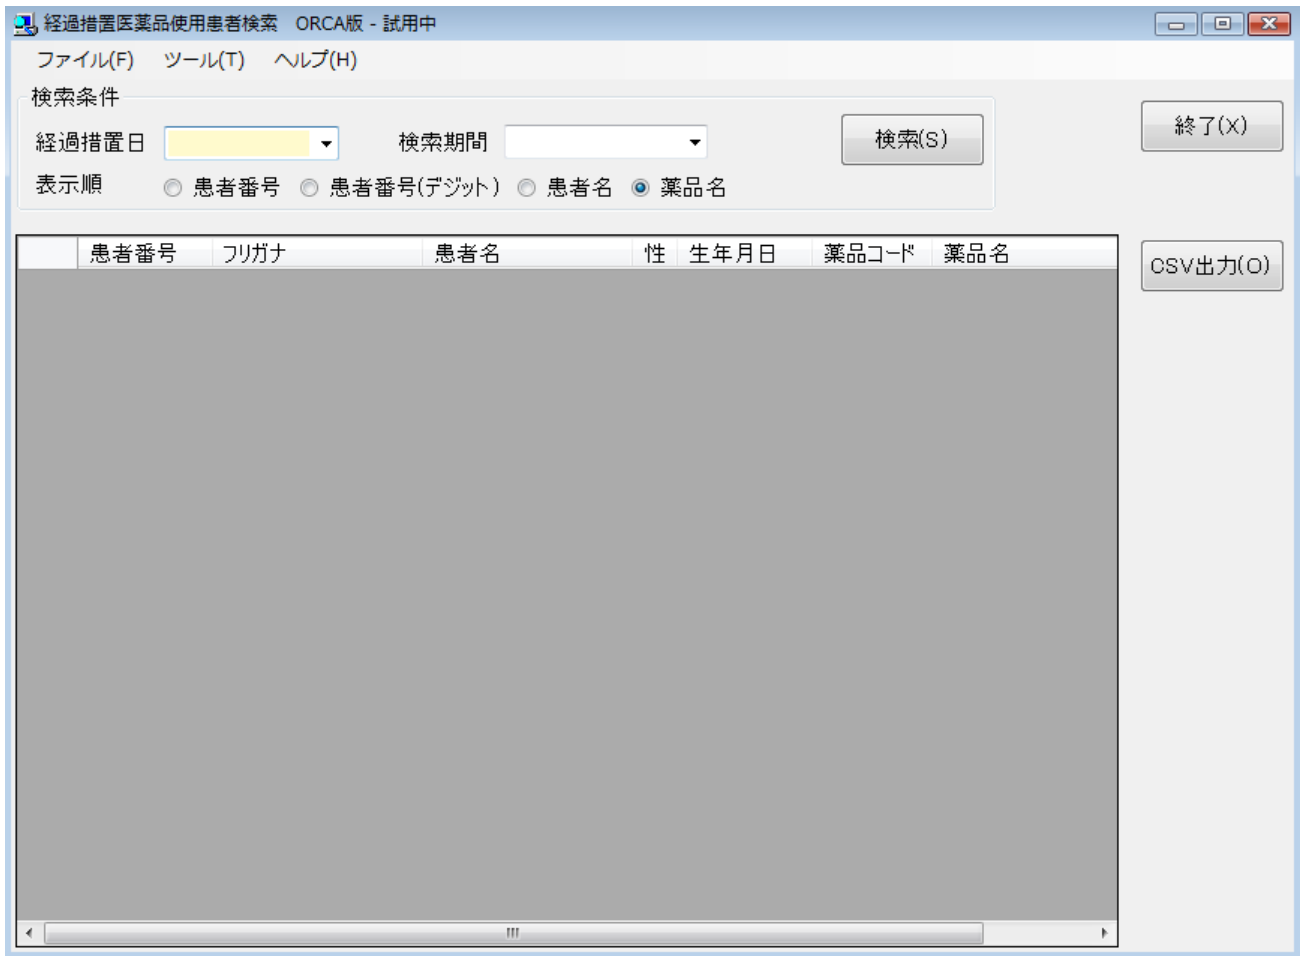 経過措置医薬品使用患者検索　ORCA版 - 試用中
ファイル(F)　ツール(T)　ヘルプ(H)
検索条件
経過措置日　検索期間　検索(S)　終了(X)
表示順　患者番号　患者番号(デジット)　患者名　薬品名
患者番号　フリガナ　患者名　性　生年月日　薬品コード　薬品名　CSV出力(O)